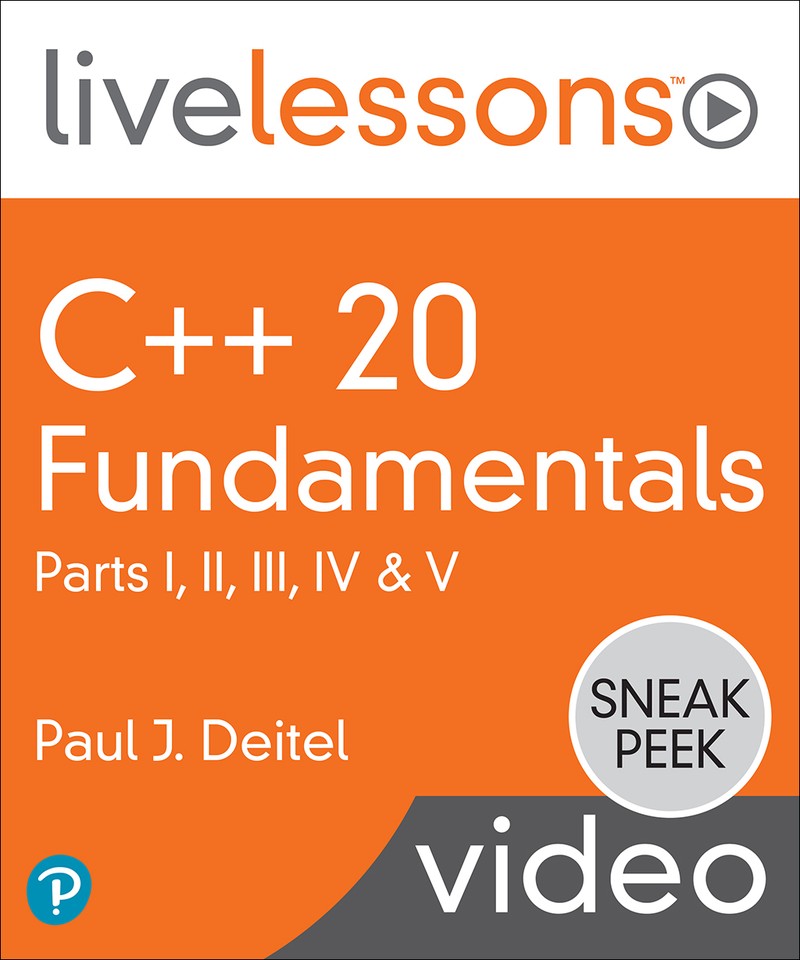 livelessons™
C++ 20
Fundamentals
Parts I, II, III, IV & V
SNEAK
PEEK
Paul J. Deitel
video
P